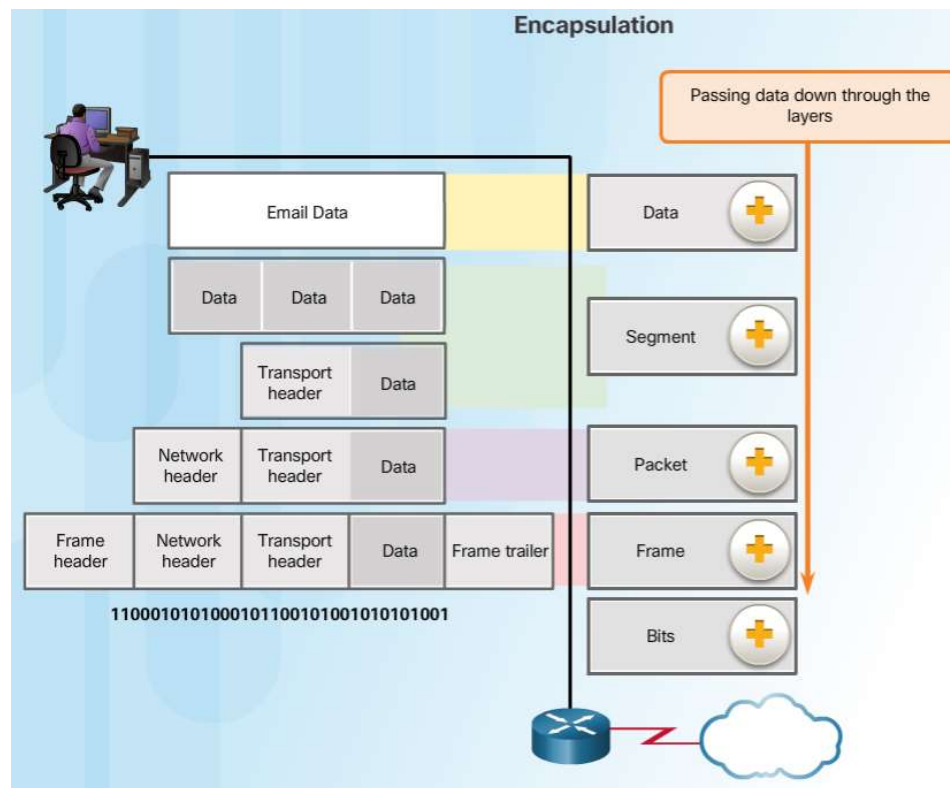 Encapsulation
Passing data down through the
layers
Email Data
Data
Data
Data
Data
Segment
Transport
header
Data
Network
header
Transport
header
Data
Packet
Frame
header
Network
header
Transport
header
Data
Frame trailer
Frame
1100010101000101100101001010101001
Bits